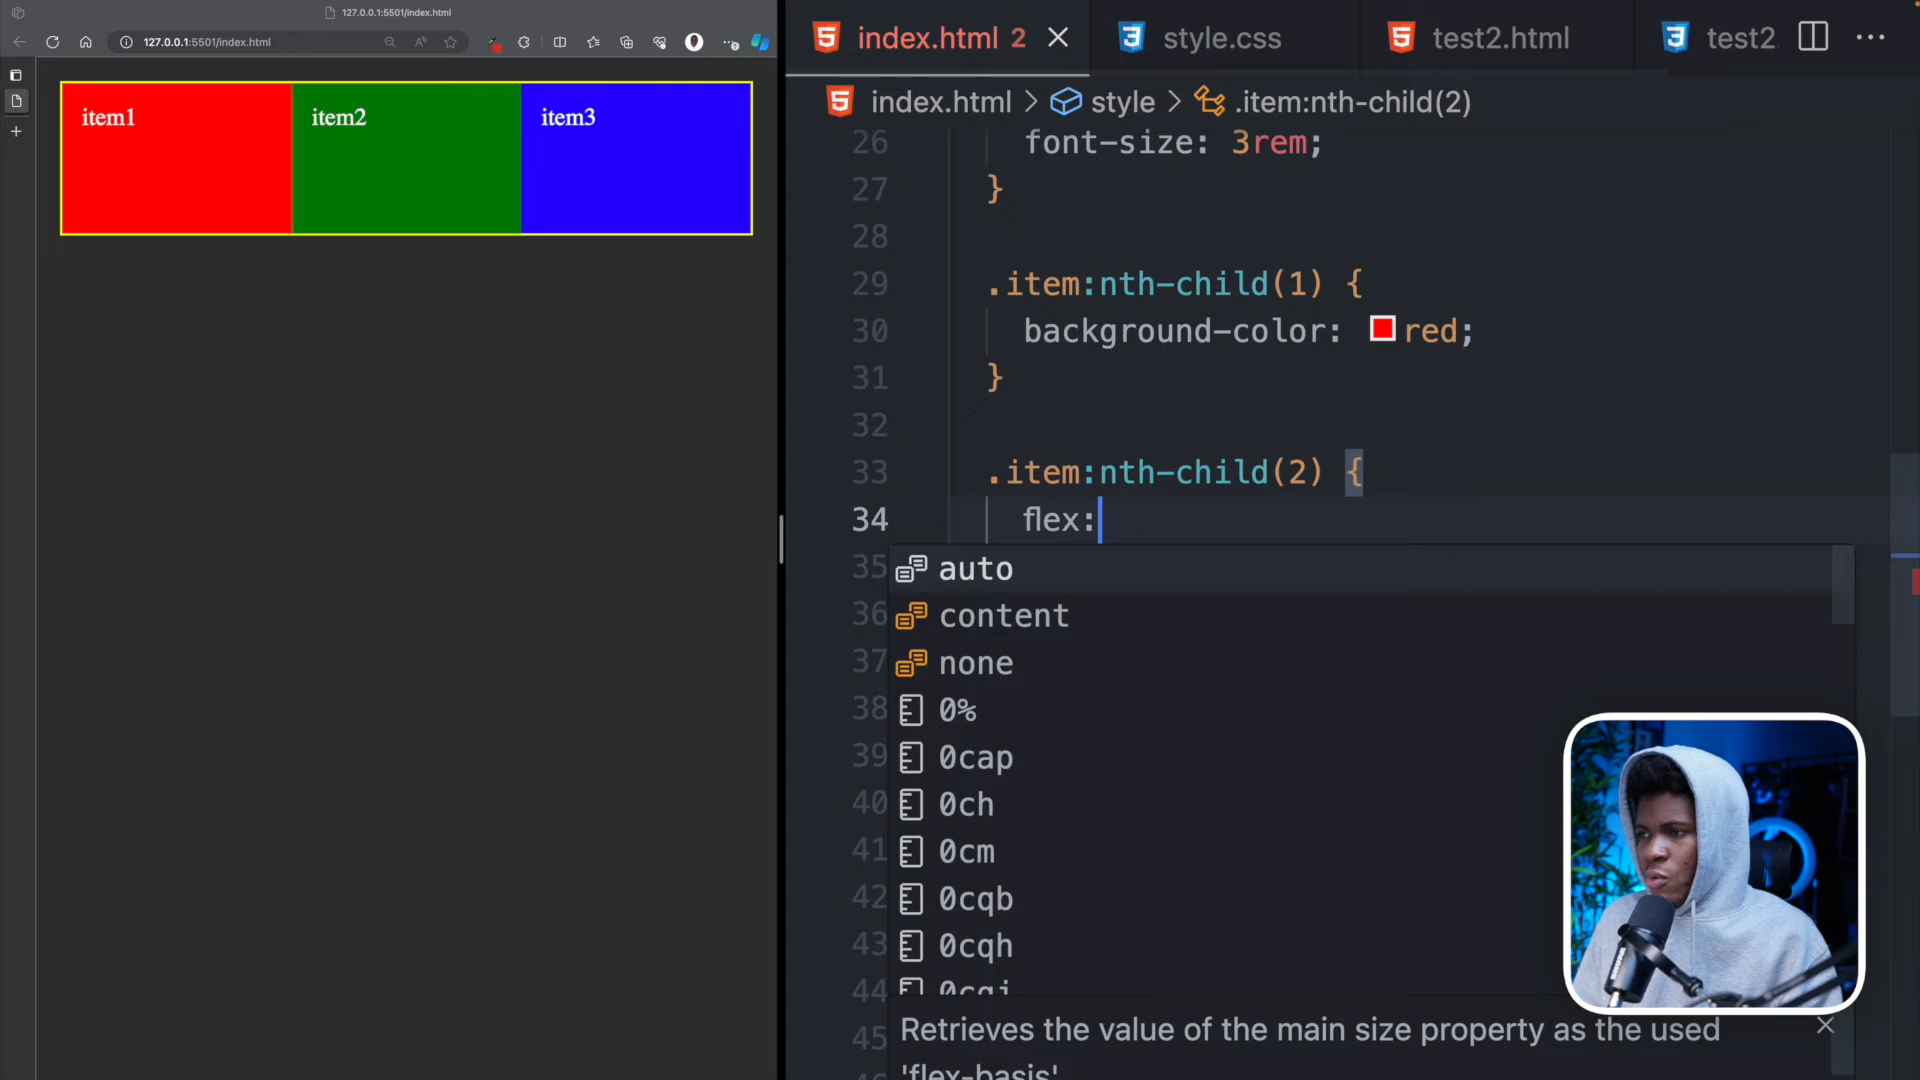 127.0.0.1:5501/index.html
127.0.0.1:5501/index.html
item1
item2
item3
index.html 2
style.css
test2.html
test2
index.html > style > .item:nth-child(2)
26 font-size: 3rem;
27 }
28
29 .item:nth-child(1) {
30 background-color: red;
31 }
32
33 .item:nth-child(2) {
34 flex:
35 auto
36 content
37 none
38 0%
39 0cap
40 0ch
41 0cm
42 0cqb
43 0cqh
44 0cqi
45 Retrieves the value of the main size property as the used
'flex-basis'